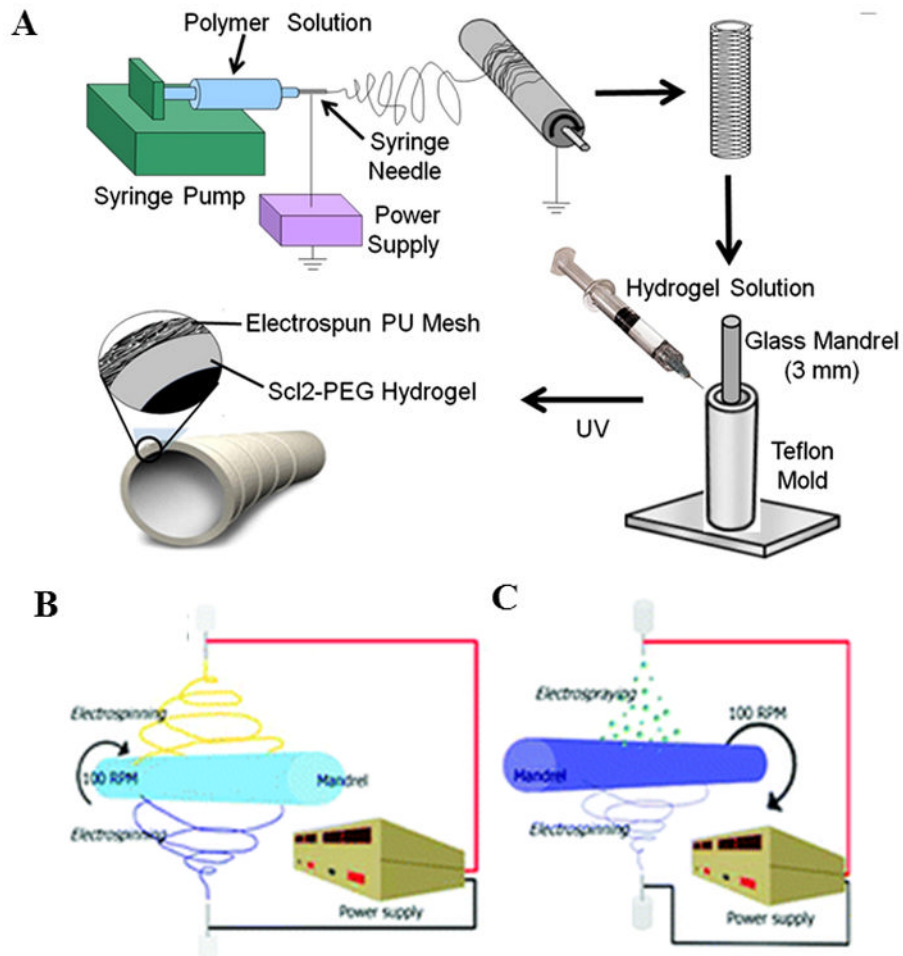 A
Polymer Solution
Syringe
Needle
Syringe Pump
Power
Supply
Hydrogel Solution
Glass Mandrel
(3 mm)
Electrospun PU Mesh
Scl2-PEG Hydrogel
UV
Teflon
Mold
B
Electrospinning
100 RPM
Mandrel
Electrospinning
Power supply
C
Electrospraying
100 RPM
Mandrel
Electrospinning
Power supply